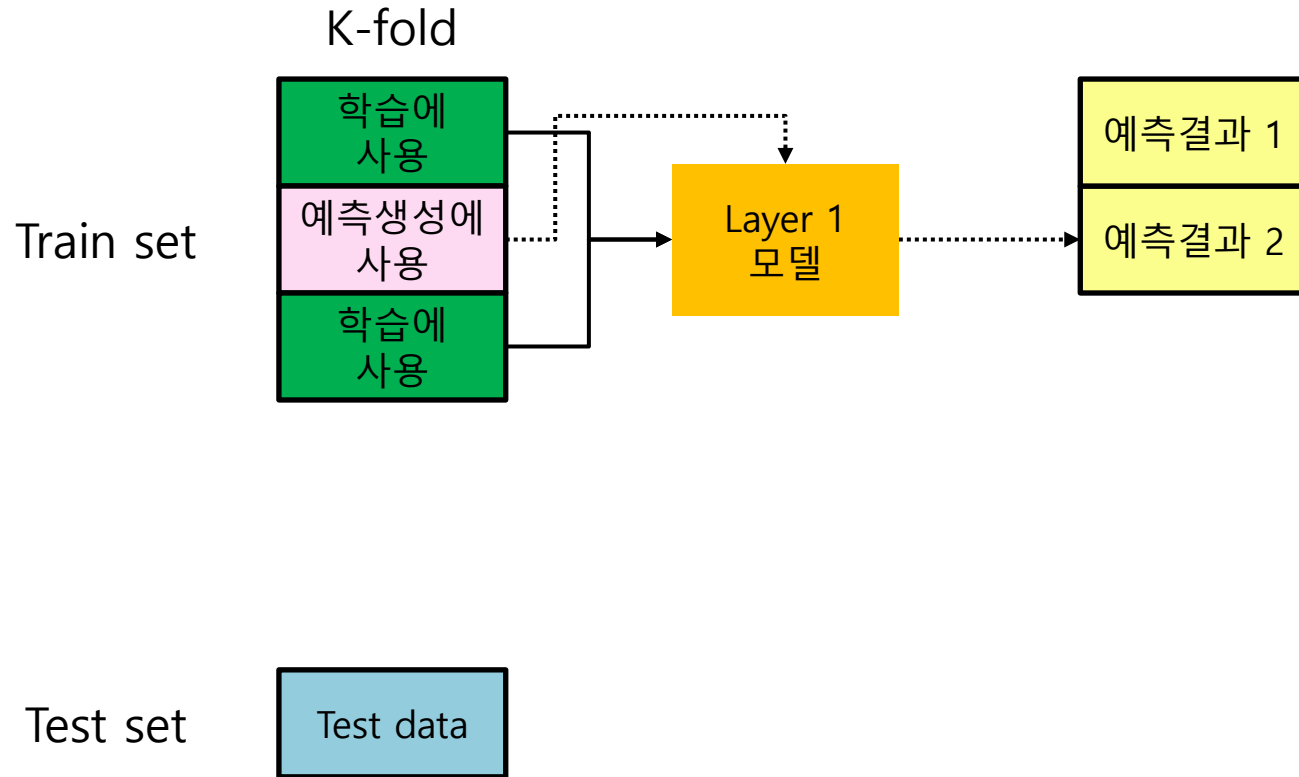 K-fold
학습에
사용
예측생성에
사용
학습에
사용
Train set
Layer 1
모델
예측결과 1
예측결과 2
Test set
Test data